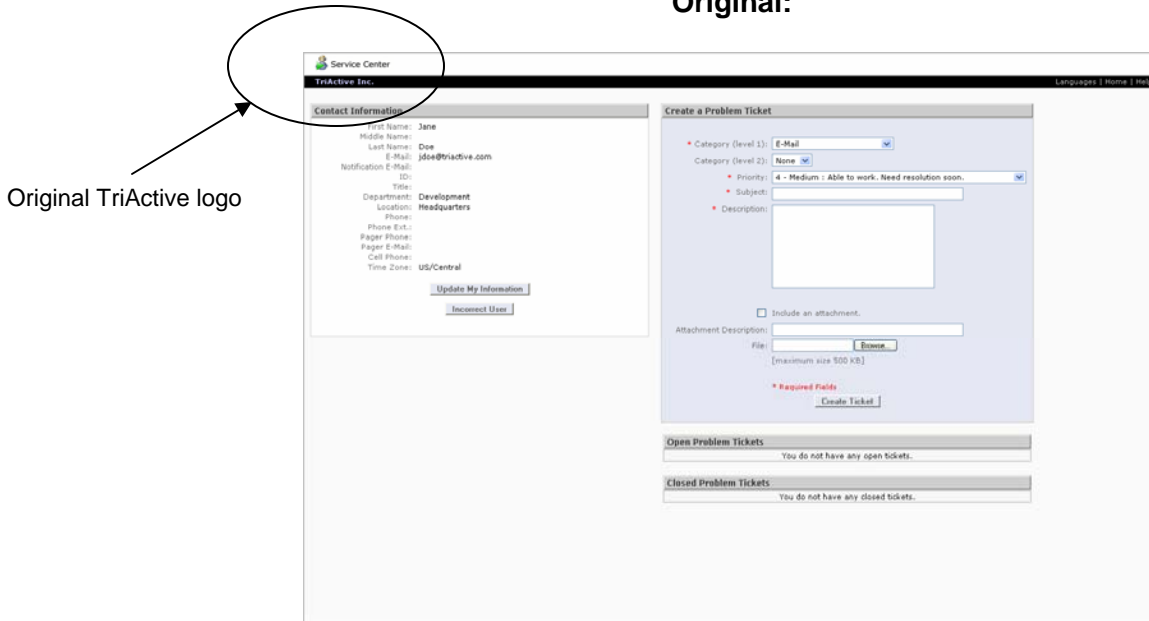 Original:
Service Center
TriActive Inc.
Languages | Home | Hel
Original TriActive logo
Contact Information
First Name: Jane
Middle Name:
Last Name: Doe
E-Mail: jdoe@triactive.com
Notification E-Mail:
ID:
Title:
Department: Development
Location: Headquarters
Phone:
Phone Ext.:
Pager Phone:
Pager E-Mail:
Cell Phone:
Time Zone: US/Central
Update My Information
Incorrect User
Create a Problem Ticket
* Category (level 1): E-Mail
Category (level 2): None
* Priority: 4 - Medium : Able to work. Need resolution soon.
* Subject:
* Description:
Include an attachment.
Attachment Description:
File: Browse...
[maximum size 500 KB]
* Required Fields
Create Ticket
Open Problem Tickets
You do not have any open tickets.
Closed Problem Tickets
You do not have any closed tickets.